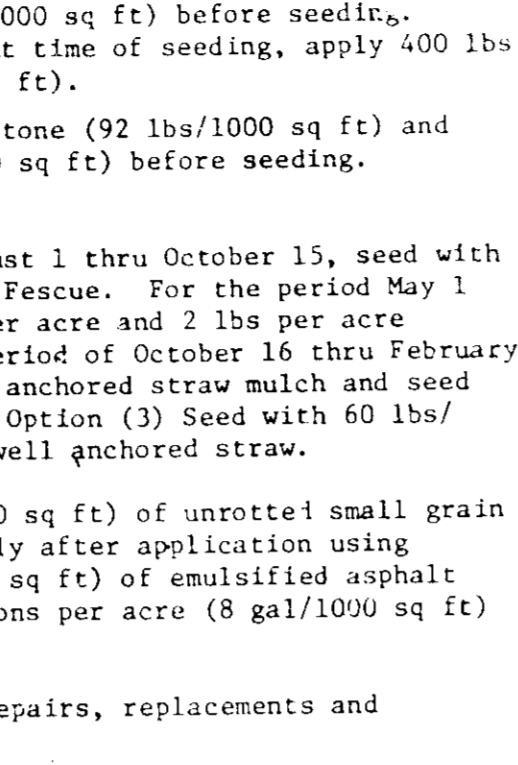 000 sq ft) before seeding.
t time of seeding, apply 400 lbs
ft).
tone (92 lbs/1000 sq ft) and
sq ft) before seeding.
ust 1 thru October 15, seed with
Fescue. For the period May 1
er acre and 2 lbs per acre
eriod of October 16 thru February
anchored straw mulch and seed
Option (3) Seed with 60 lbs/
well anchored straw.
0 sq ft) of unrotted small grain
ly after application using
sq ft) of emulsified asphalt
ons per acre (8 gal/1000 sq ft)
epairs, replacements and